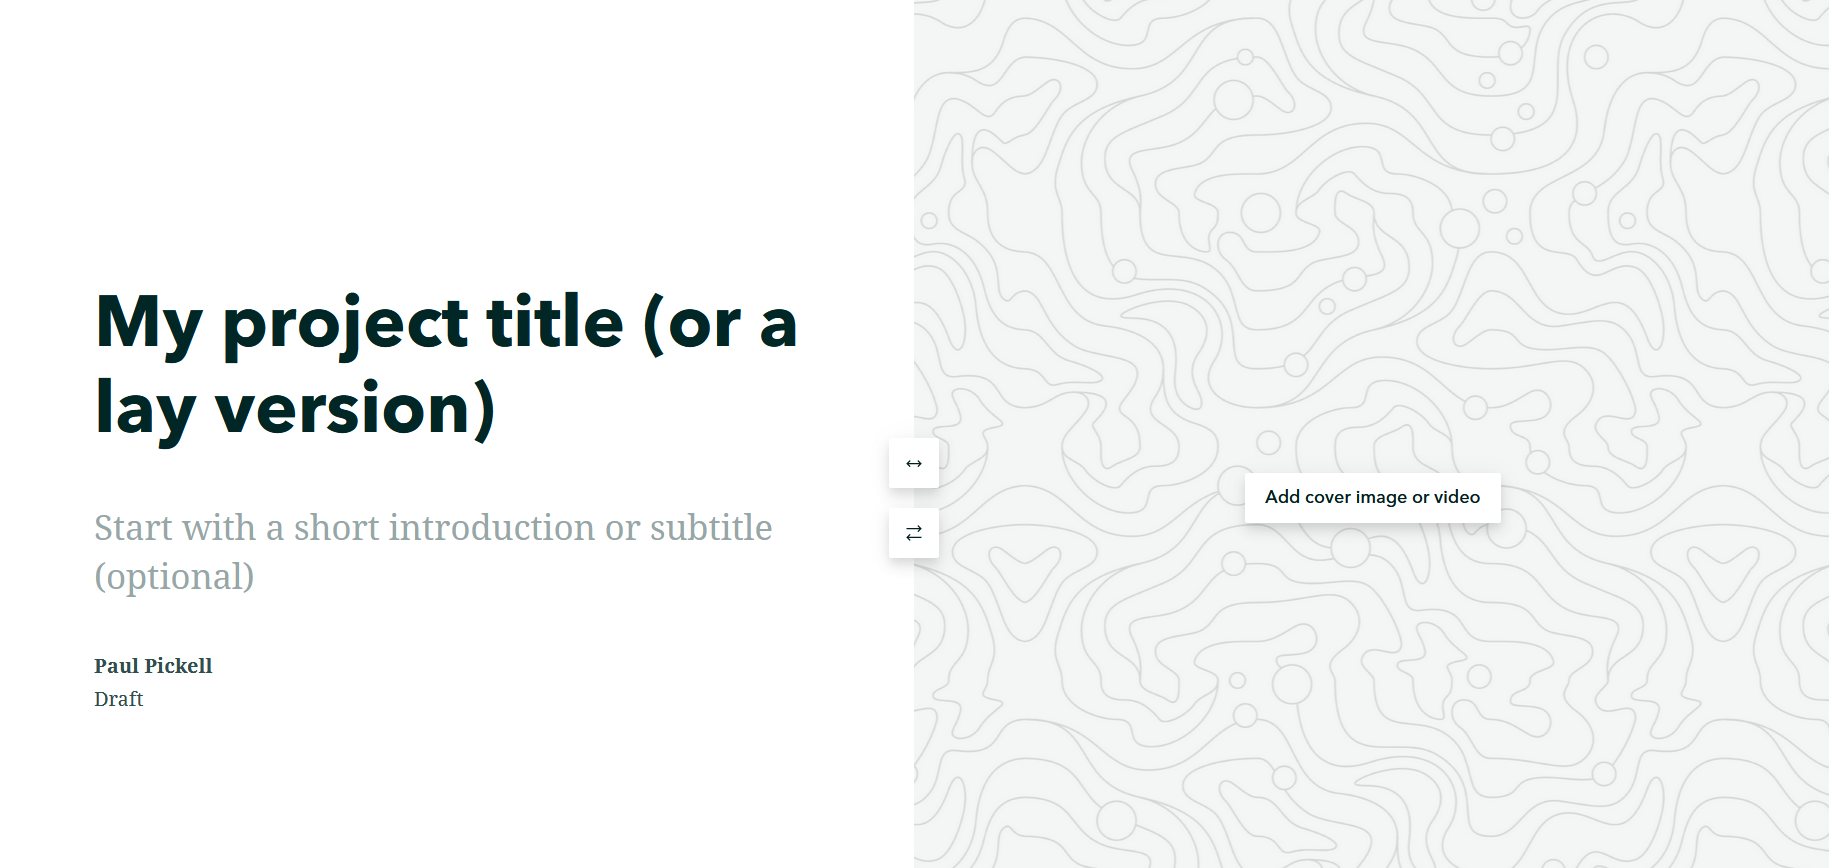 My project title (or a
lay version)
Start with a short introduction or subtitle
(optional)
Paul Pickell
Draft
Add cover image or video